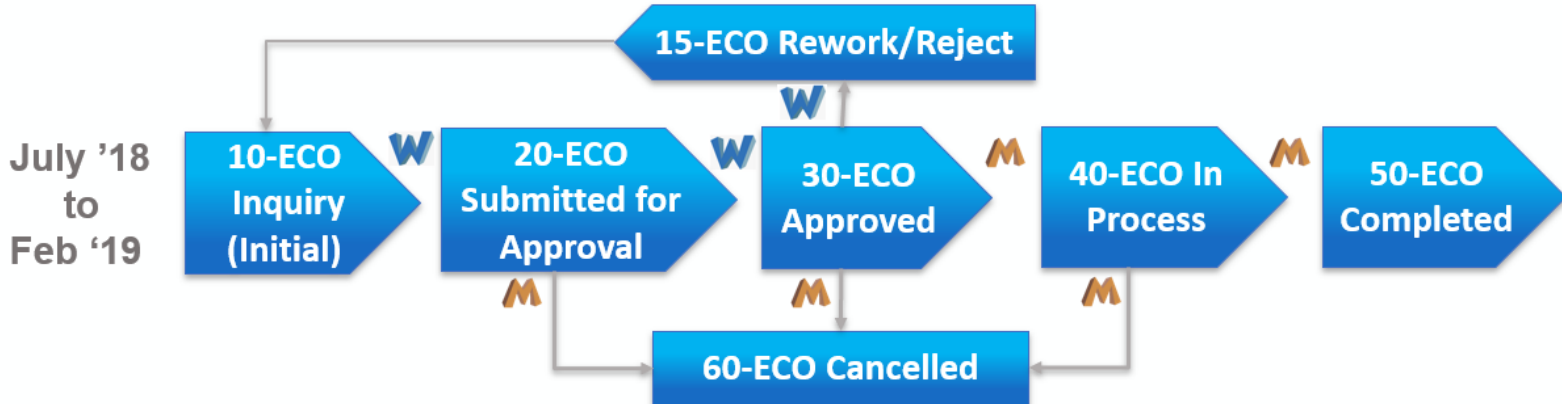 15-ECO Rework/Reject
July ’18
to
Feb ‘19
10-ECO
Inquiry
(Initial)
W
20-ECO
Submitted for
Approval
W
W
30-ECO
Approved
M
40-ECO In
Process
M
50-ECO
Completed
M
M
M
60-ECO Cancelled